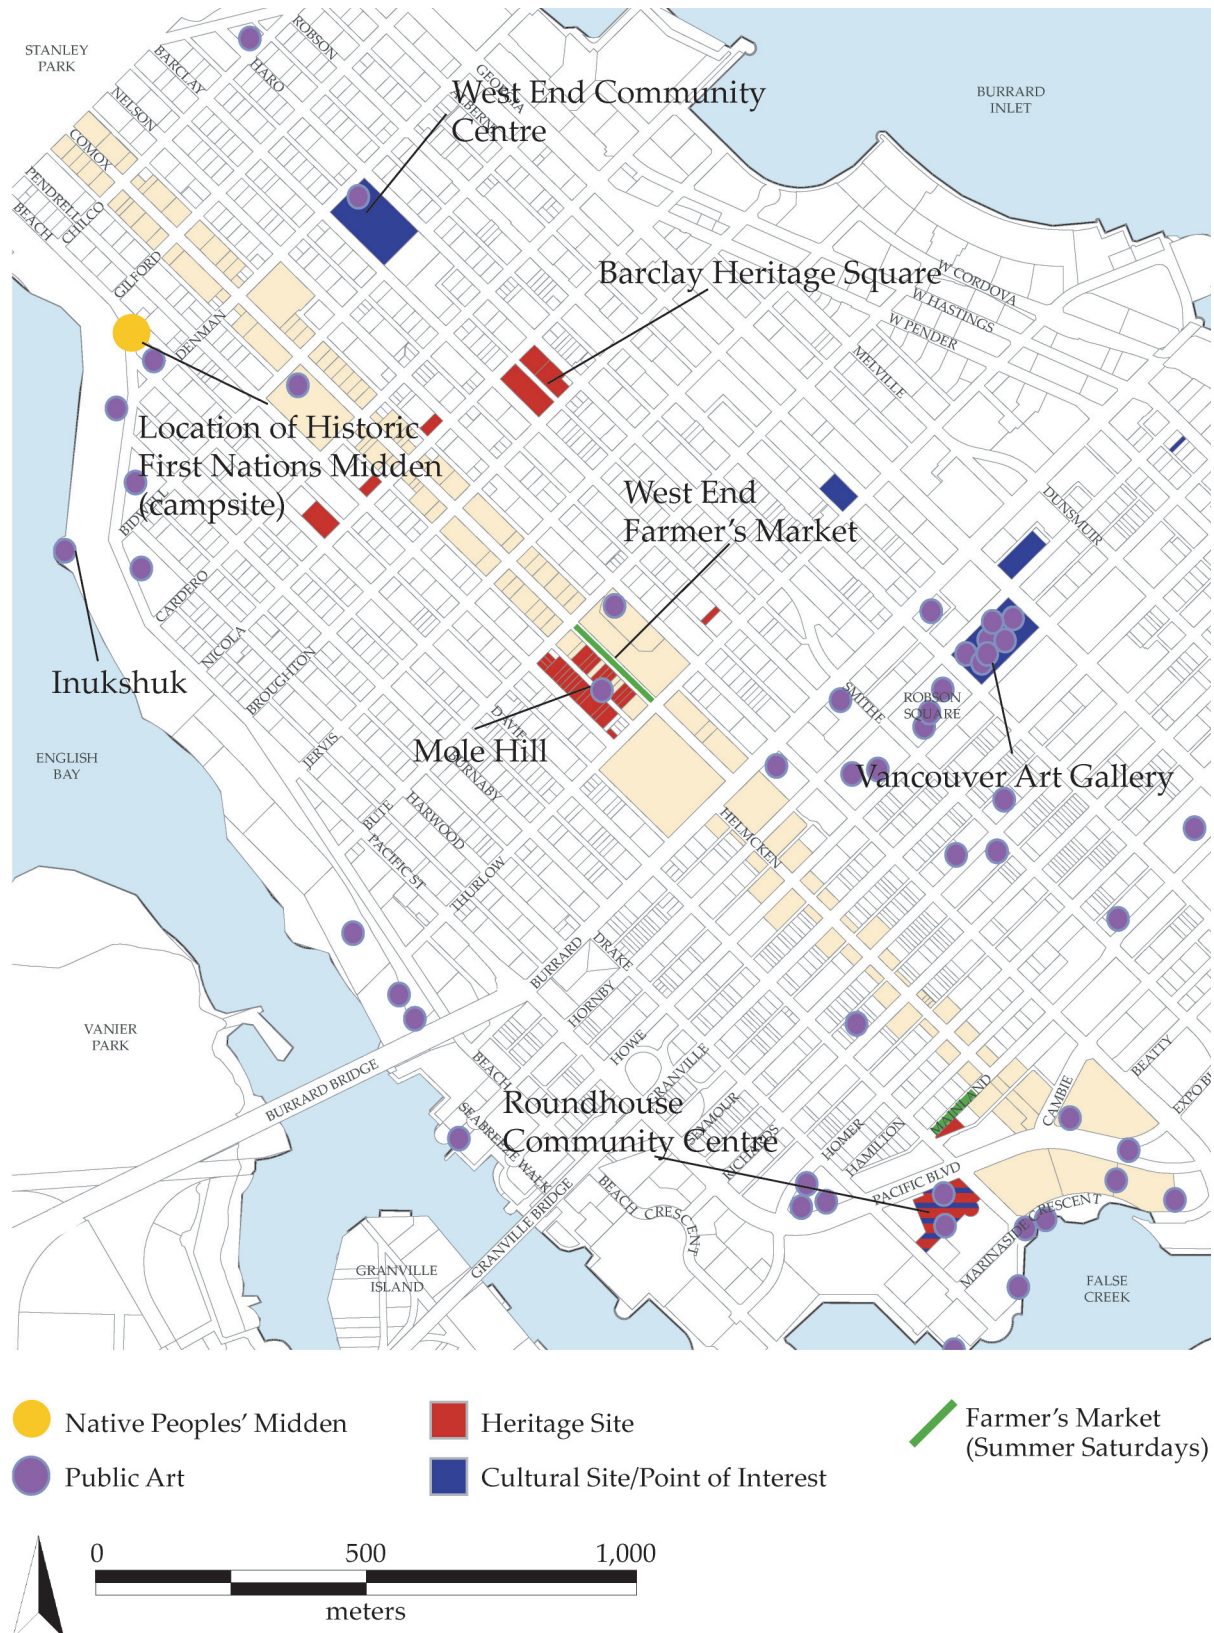 STANLEY
PARK
ROBSON
BARCLAY
HARO
GEORGIA
NELSON
ALBERNI
West End Community
Centre
BURRARD
INLET
COMOX
PENDRELL
CHILCO
BEACH
GILFORD
DENMAN
Barclay Heritage Square
W CORDOVA
W HASTINGS
W PENDER
MELVILLE
Location of Historic
First Nations Midden
(campsite)
BIDWELL
West End
Farmer's Market
DUNSMUIR
CARDERO
NICOLA
BROUGHTON
Inukshuk
ENGLISH
BAY
JERVIS
DAVIE
BURNABY
Mole Hill
SMITHE
ROBSON
SQUARE
Vancouver Art Gallery
BUTE
HARWOOD
PACIFIC ST
THURLOW
HELMCKEN
BURRARD
DRAKE
HORNBY
HOWE
GRANVILLE
VANIER
PARK
BURRARD BRIDGE
BEACH
SEABREEZE WALK
Roundhouse
Community Centre
SEYMOUR
RICHARDS
HOMER
HAMILTON
MAINLAND
CAMBIE
BEATTY
PACIFIC BLVD
GRANVILLE BRIDGE
BEACH CRESCENT
MARINASIDE CRESCENT
GRANVILLE
ISLAND
FALSE
CREEK
Native Peoples' Midden
Public Art
Heritage Site
Cultural Site/Point of Interest
Farmer's Market
(Summer Saturdays)
0 500 1,000
meters